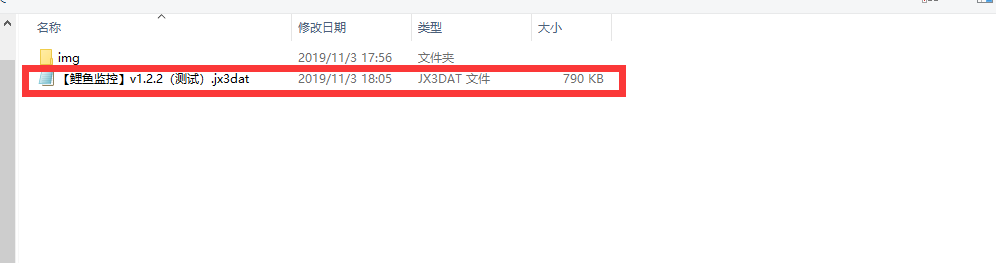 名称 修改日期 类型 大小
img 2019/11/3 17:56 文件夹
【鲤鱼监控】v1.2.2（测试）.jx3dat 2019/11/3 18:05 JX3DAT 文件 790 KB